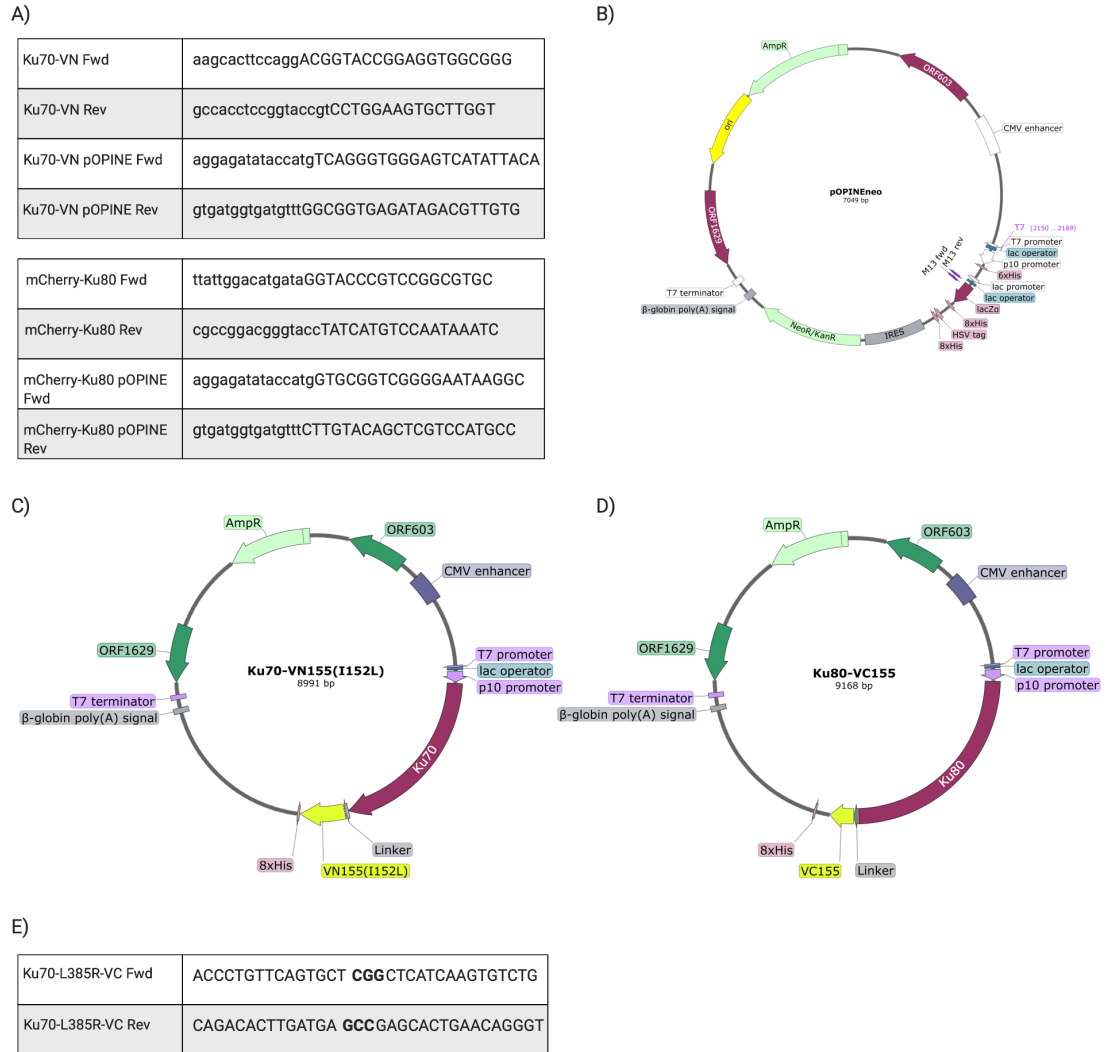 A)
Ku70-VN Fwd aagcacttccaggACGGTACCGGAGGTGGCGGG
Ku70-VN Rev gccacctccggtaccgtCCTGGAAGTGCTTGGT
Ku70-VN pOPINE Fwd aggagatataccatgTCAGGGTGGGAGTCATATTACA
Ku70-VN pOPINE Rev gtgatggtgatgtttGGCGGTGAGATAGACGTTGTG
mCherry-Ku80 Fwd ttattggacatgataGGTACCCGTCCGGCGTGC
mCherry-Ku80 Rev cgccggacgggtaccTATCATGTCCAATAAATC
mCherry-Ku80 pOPINE
Fwd
aggagatataccatgGTGCGGTCGGGGAATAAGGC
mCherry-Ku80 pOPINE
Rev
gtgatggtgatgtttCTTGTACAGCTCGTCCATGCC
B)
AmpR
ORF603
ori
CMV enhancer
pOPINEneo
7049 bp
ORF1629
T7 (2150 .. 2169)
T7 promoter
lac operator
p10 promoter
6xHis
M13 fwd
M13 rev
lac promoter
lac operator
lacZα
T7 terminator
β-globin poly(A) signal
NeoR/KanR
IRES
8xHis
HSV tag
8xHis
C)
AmpR
ORF603
CMV enhancer
ORF1629
Ku70-VN155(I152L)
8991 bp
T7 promoter
lac operator
p10 promoter
T7 terminator
β-globin poly(A) signal
Ku70
8xHis
Linker
VN155(I152L)
D)
AmpR
ORF603
CMV enhancer
ORF1629
Ku80-VC155
9168 bp
T7 promoter
lac operator
p10 promoter
T7 terminator
β-globin poly(A) signal
Ku80
8xHis
VC155
Linker
E)
Ku70-L385R-VC Fwd ACCCTGTTCAGTGCT CGGCTCATCAAGTGTCTG
Ku70-L385R-VC Rev CAGACACTTGATGA GCCGAGCACTGAACAGGGT